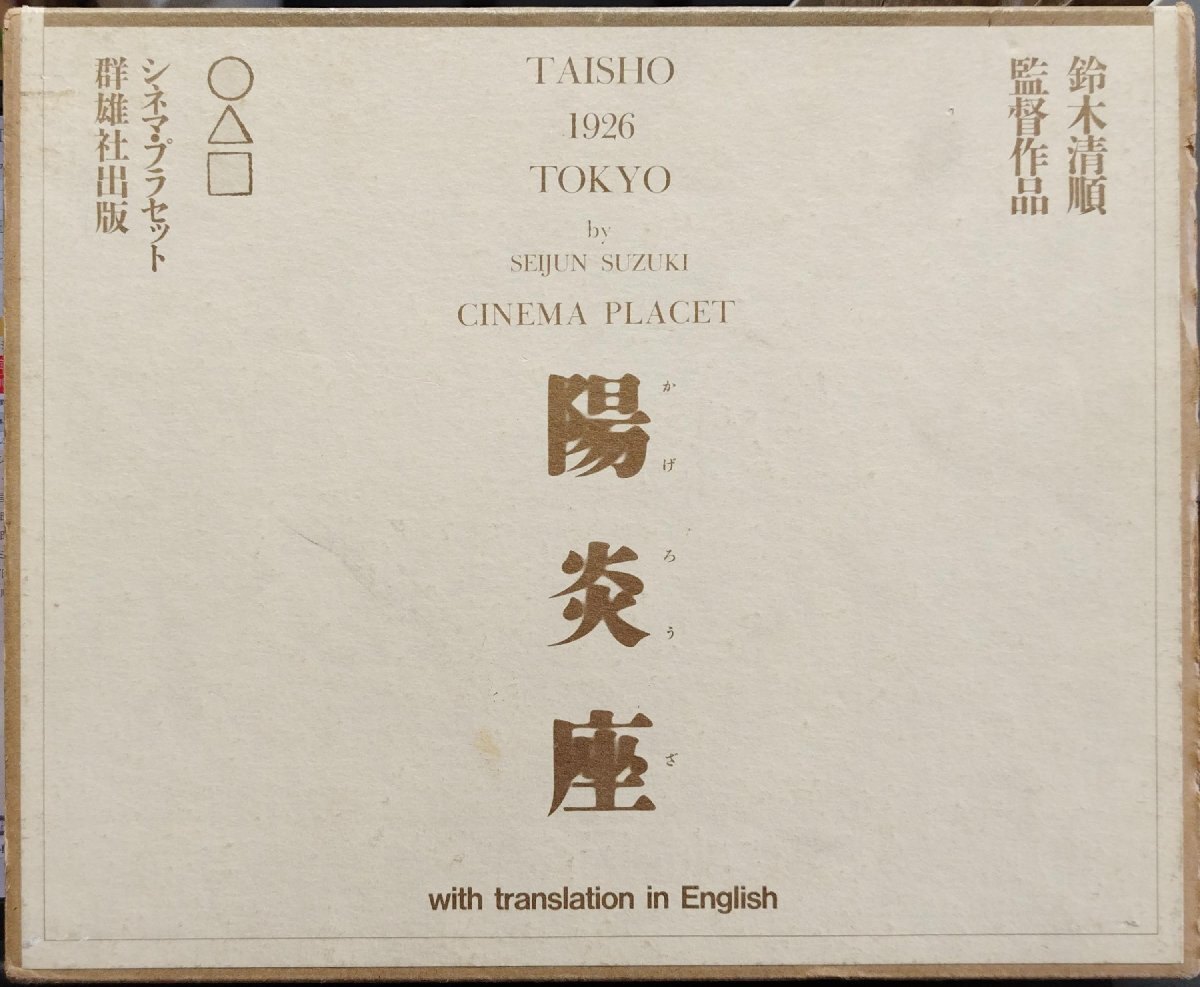 鈴木清順
監督作品
TAISHO
1926
TOKYO
by
SEIJUN SUZUKI
CINEMA PLACET
陽炎座
かげろうざ
○△□
シネマ・プラセット
群雄社出版
with translation in English